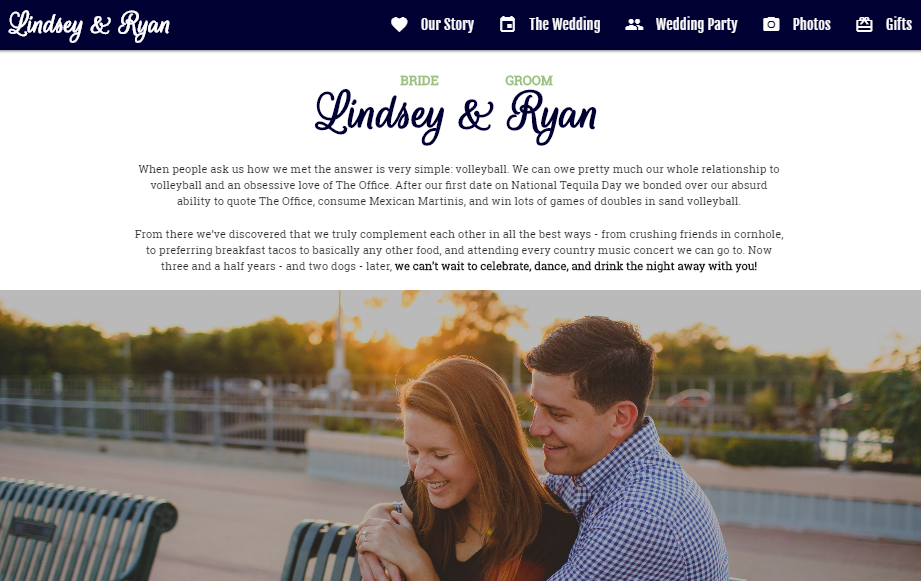 Lindsey & Ryan
Our Story
The Wedding
Wedding Party
Photos
Gifts
BRIDE GROOM
Lindsey & Ryan
When people ask us how we met the answer is very simple: volleyball. We can owe pretty much our whole relationship to
volleyball and an obsessive love of The Office. After our first date on National Tequila Day we bonded over our absurd
ability to quote The Office, consume Mexican Martinis, and win lots of games of doubles in sand volleyball.
From there we've discovered that we truly complement each other in all the best ways - from crushing friends in cornhole,
to preferring breakfast tacos to basically any other food, and attending every country music concert we can go to. Now
three and a half years - and two dogs - later, we can't wait to celebrate, dance, and drink the night away with you!